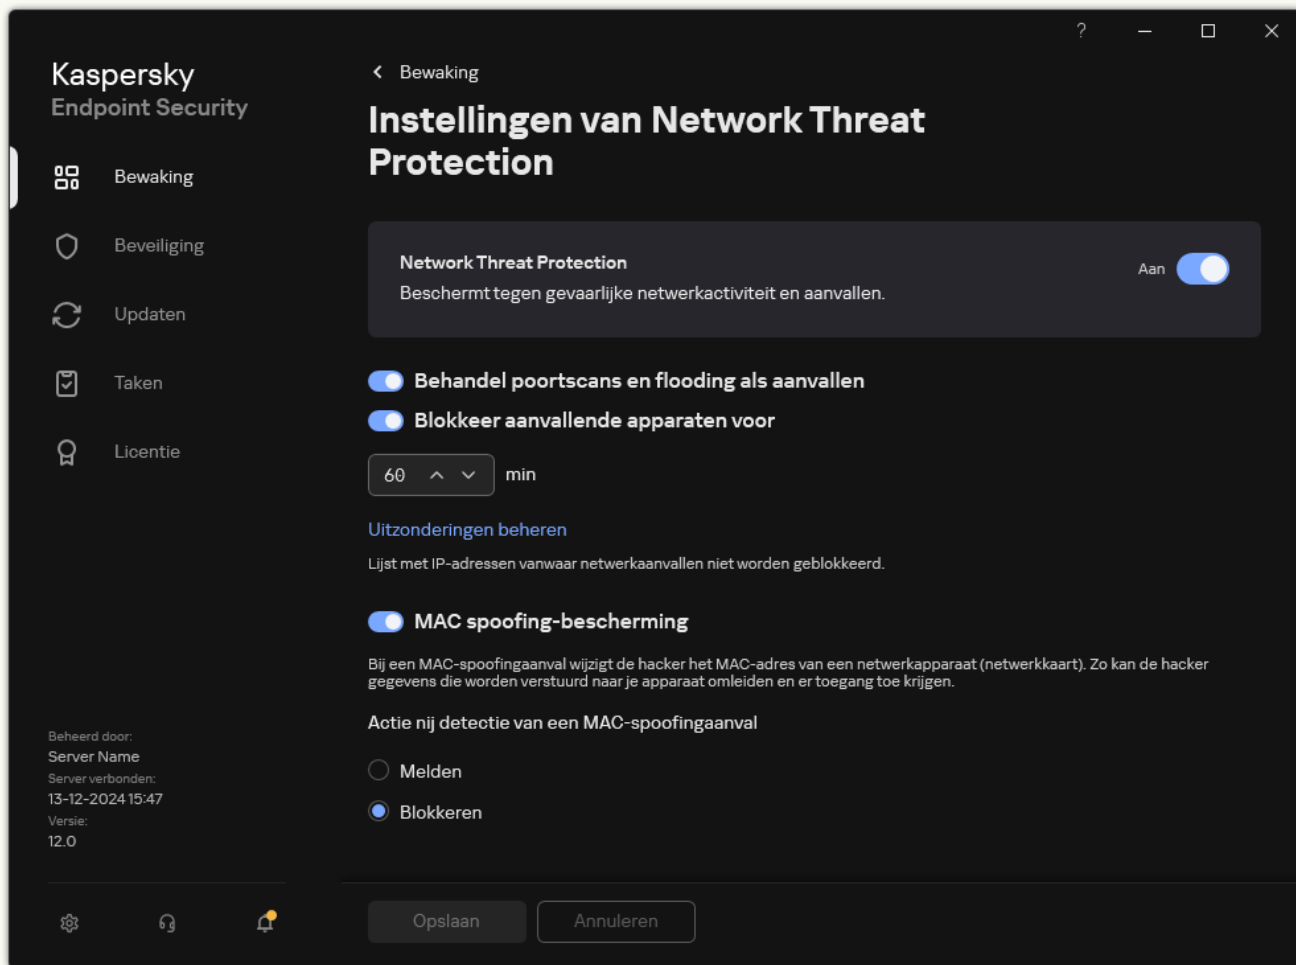 ?
Kaspersky
Endpoint Security
Bewaking
Beveiliging
Updaten
Taken
Licentie
Beheerd door:
Server Name
Server verbonden:
13-12-2024 15:47
Versie:
12.0
Bewaking
Instellingen van Network Threat
Protection
Network Threat Protection
Beschermt tegen gevaarlijke netwerkactiviteit en aanvallen.
Aan
Behandel poortscans en flooding als aanvallen
Blokkeer aanvallende apparaten voor
60 min
Uitzonderingen beheren
Lijst met IP-adressen vanwaar netwerkaanvallen niet worden geblokkeerd.
MAC spoofing-bescherming
Bij een MAC-spoofingaanval wijzigt de hacker het MAC-adres van een netwerkapparaat (netwerkkaart). Zo kan de hacker
gegevens die worden verstuurd naar je apparaat omleiden en er toegang toe krijgen.
Actie nij detectie van een MAC-spoofingaanval
Melden
Blokkeren
Opslaan
Annuleren